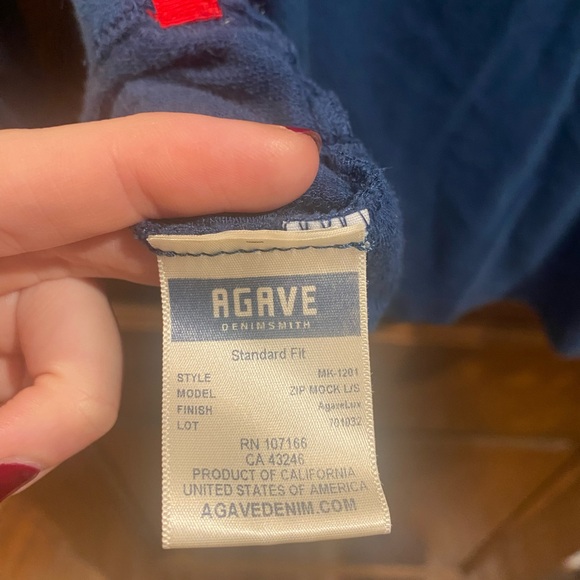 AGAVE
DENIMSMITH
Standard Fit
STYLE MK-1201
MODEL ZIP MOCK L/S
FINISH AgaveLux
LOT 701032
RN 107166
CA 43246
PRODUCT OF CALIFORNIA
UNITED STATES OF AMERICA
AGAVEDENIM.COM